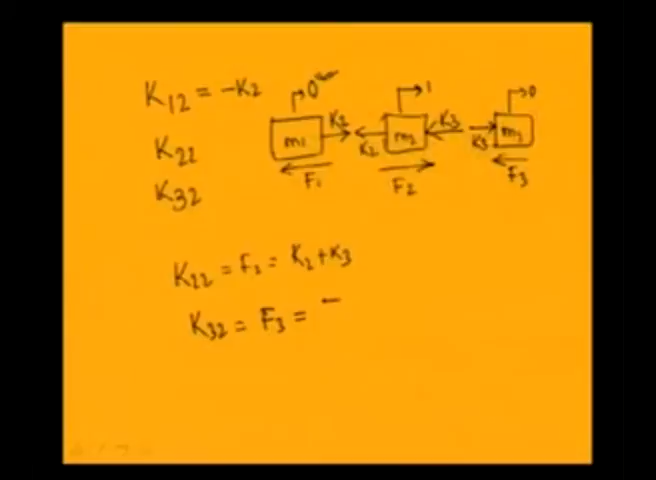 K12 = -K2
0 1 0
K2 K3
m1 m2 m3
K2 K3
K22
F1 F2 F3
K32
K22 = F2 = K2 + K3
K32 = F3 = -